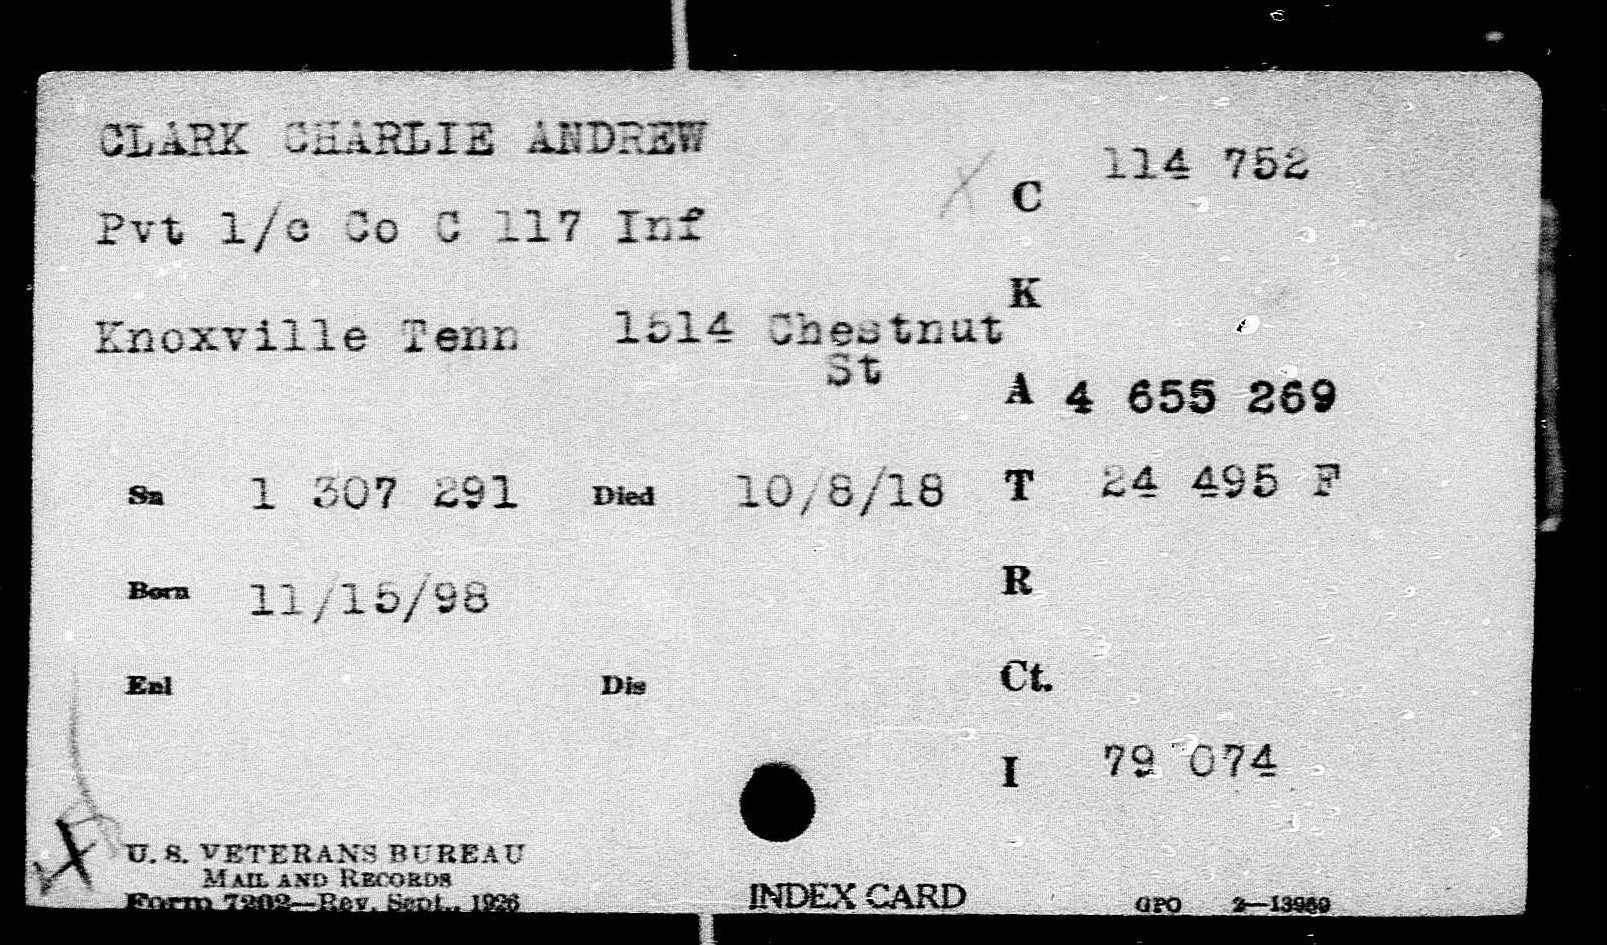 CLARK CHARLIE ANDREW
C 114 752
Pvt 1/c Co C 117 Inf
K
Knoxville Tenn 1514 Chestnut
St
A 4 655 269
Sn 1 307 291 Died 10/8/18 T 24 495 F
Born 11/15/98 R
Enl Dis Ct.
I 79 074
U. S. VETERANS BUREAU
MAIL AND RECORDS
Form 7202—Rev. Sept., 1926
INDEX CARD
GPO 2—13989